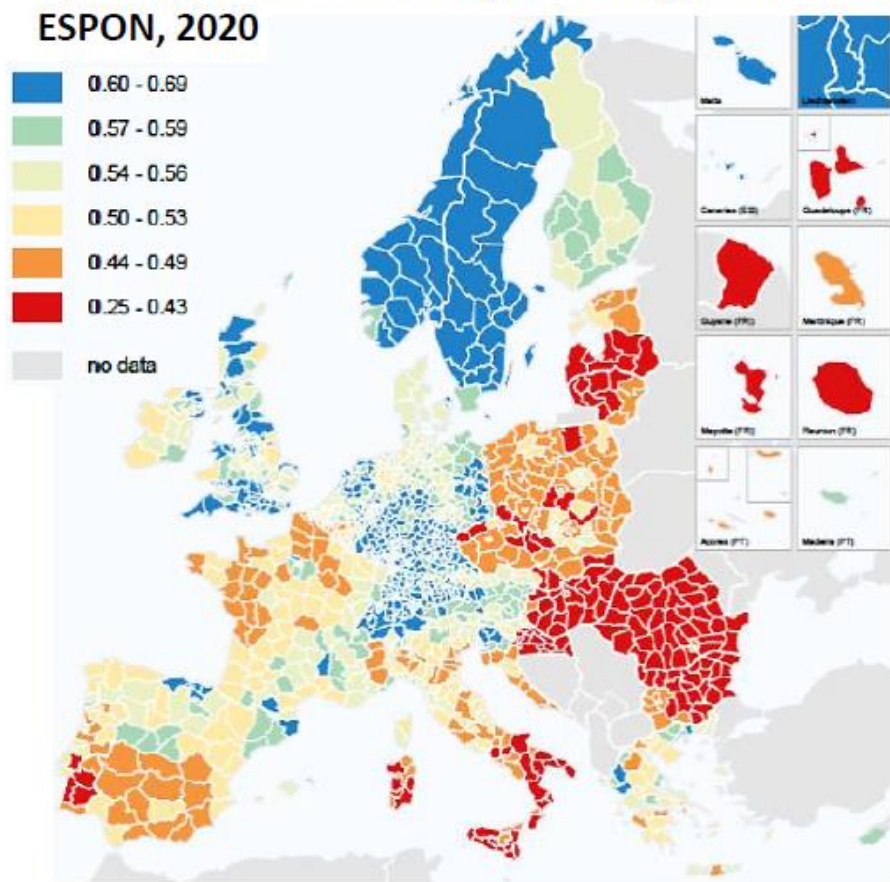 ESPON, 2020
0.60 - 0.69
0.57 - 0.59
0.54 - 0.56
0.50 - 0.53
0.44 - 0.49
0.25 - 0.43
no data
Malta
Liechtenstein
Canarias (ES)
Guadeloupe (FR)
Guyane (FR)
Martinique (FR)
Mayotte (FR)
Reunion (FR)
Acores (PT)
Madeira (PT)